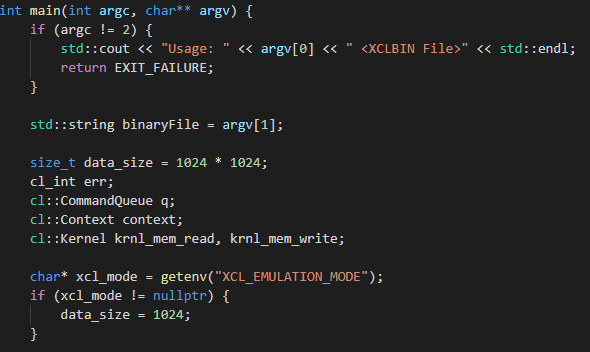 int main(int argc, char** argv) {
    if (argc != 2) {
        std::cout << "Usage: " << argv[0] << " <XCLBIN File>" << std::endl;
        return EXIT_FAILURE;
    }

    std::string binaryFile = argv[1];

    size_t data_size = 1024 * 1024;
    cl_int err;
    cl::CommandQueue q;
    cl::Context context;
    cl::Kernel krnl_mem_read, krnl_mem_write;

    char* xcl_mode = getenv("XCL_EMULATION_MODE");
    if (xcl_mode != nullptr) {
        data_size = 1024;
    }